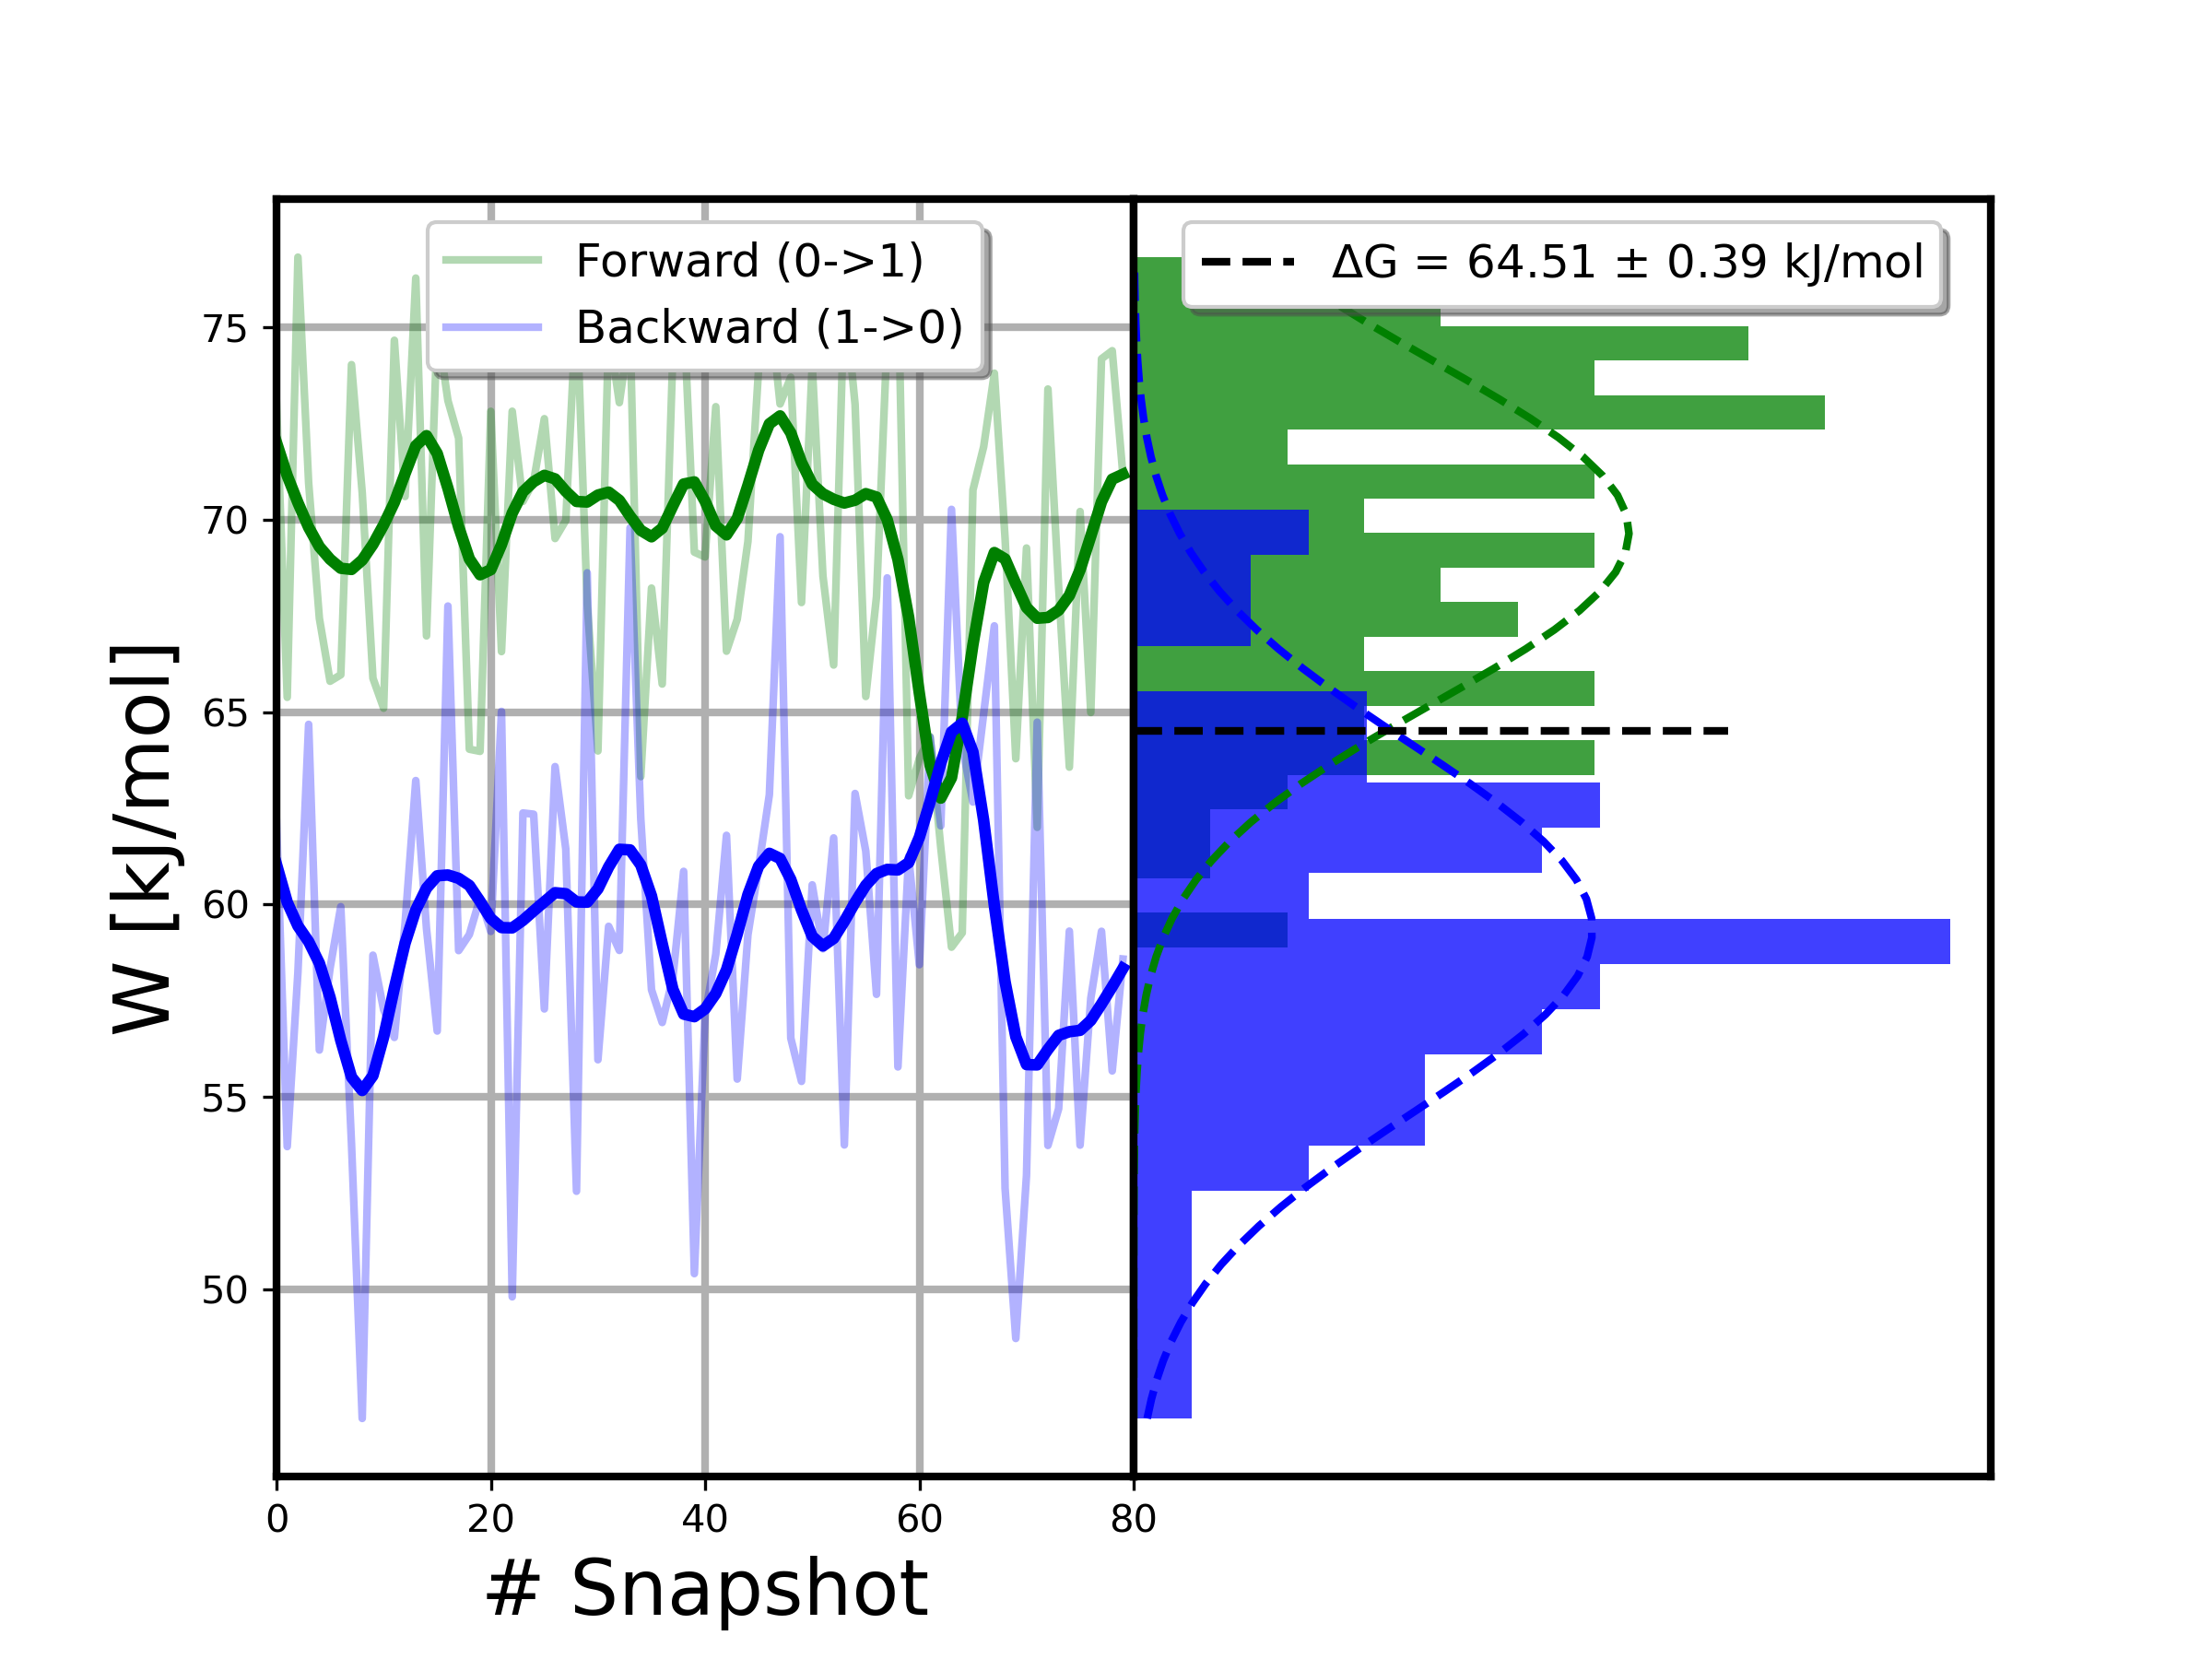 Forward (0->1)
Backward (1->0)
ΔG = 64.51 ± 0.39 kJ/mol
75
70
65
60
55
50
W [kJ/mol]
0 20 40 60 80
# Snapshot